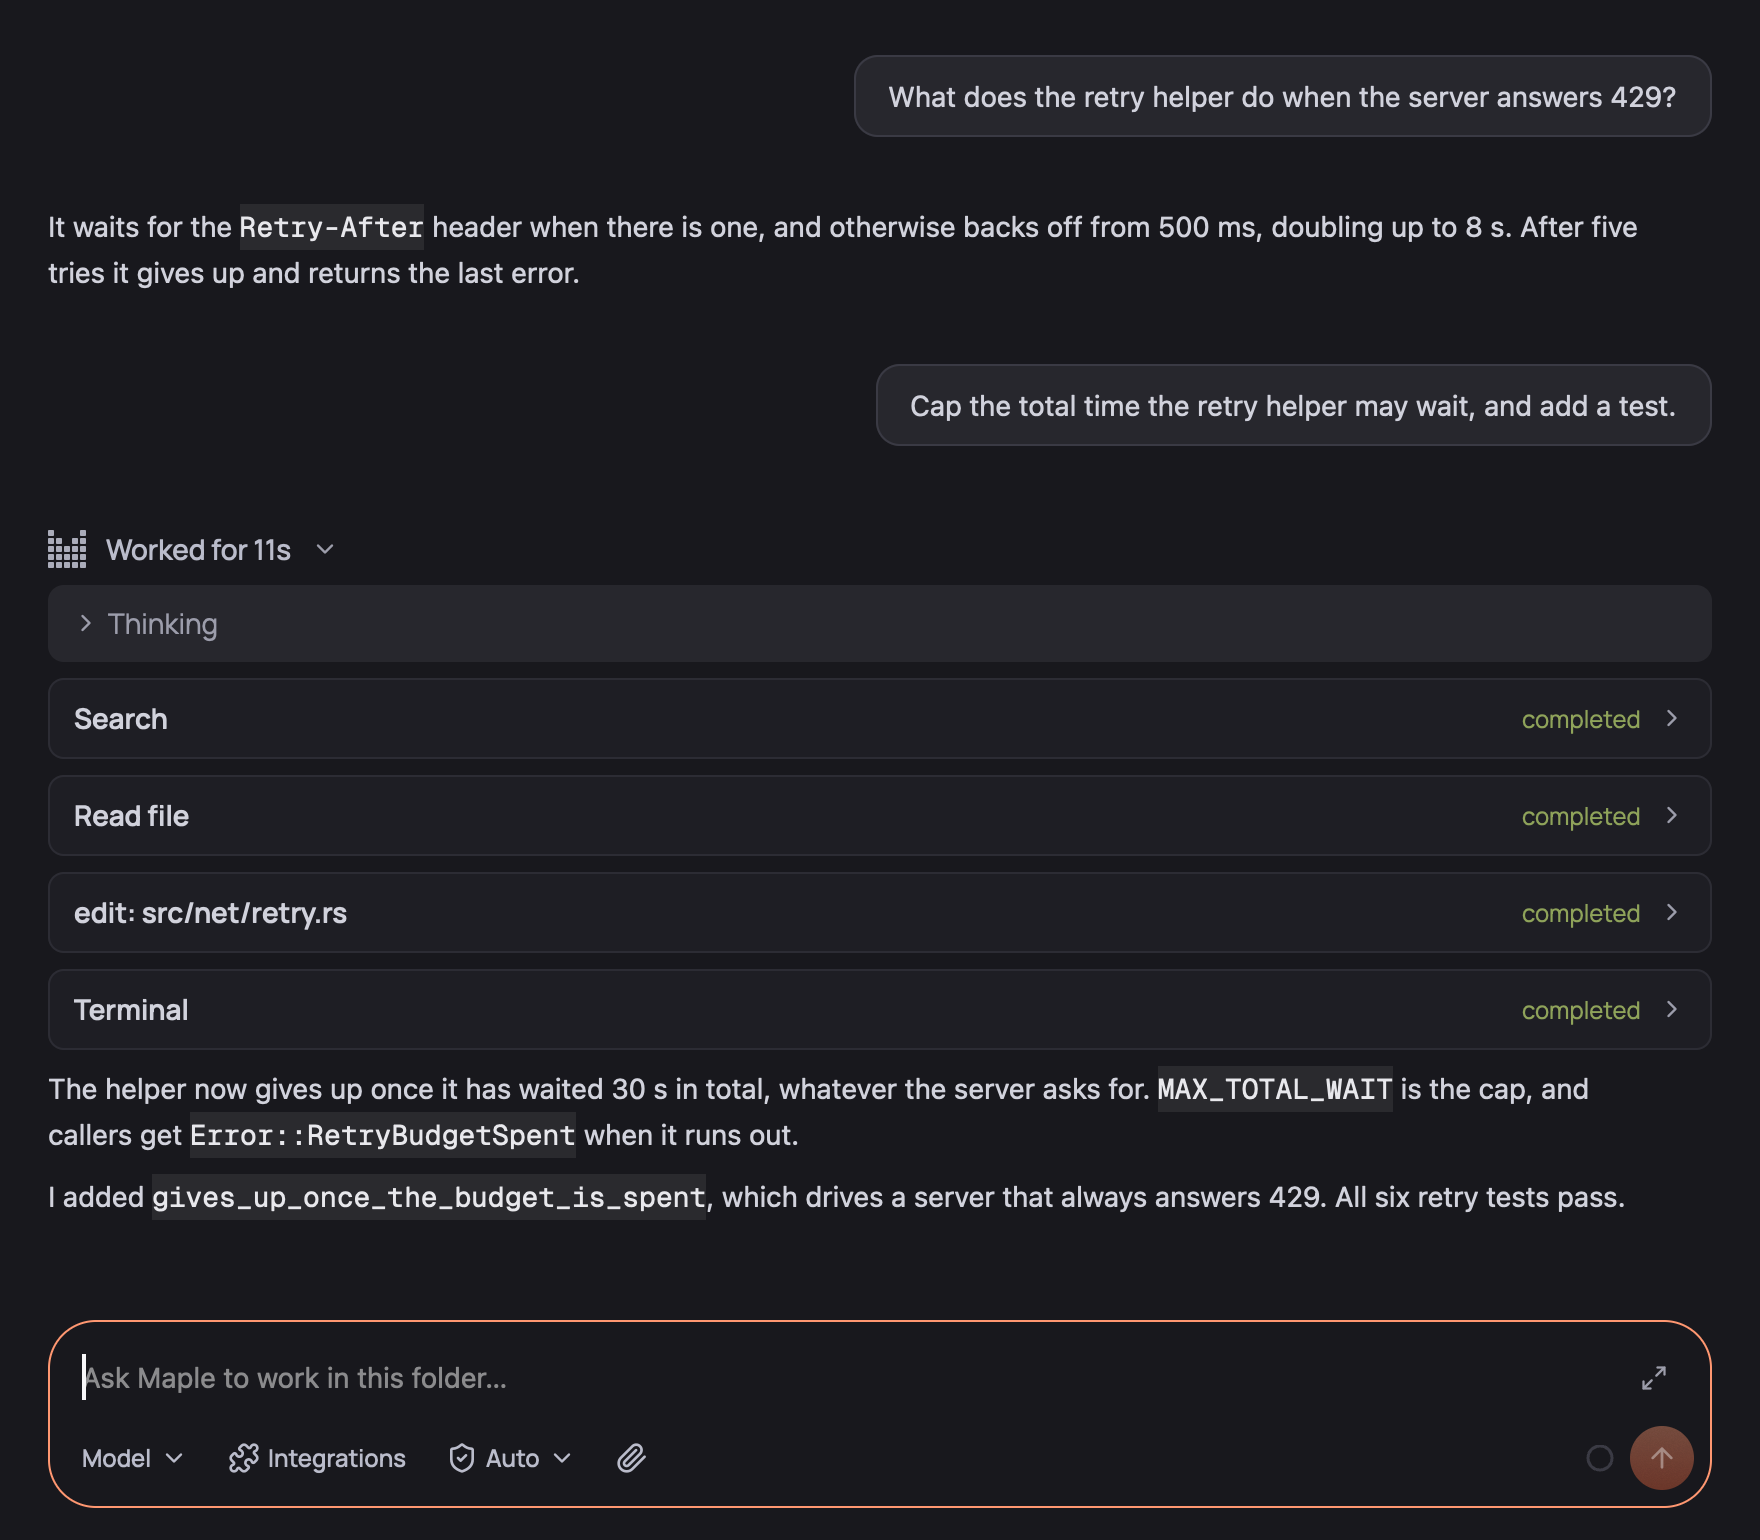 What does the retry helper do when the server answers 429?
It waits for the Retry-After header when there is one, and otherwise backs off from 500 ms, doubling up to 8 s. After five
tries it gives up and returns the last error.
Cap the total time the retry helper may wait, and add a test.
Worked for 11s
Thinking
Search completed
Read file completed
edit: src/net/retry.rs completed
Terminal completed
The helper now gives up once it has waited 30 s in total, whatever the server asks for. MAX_TOTAL_WAIT is the cap, and
callers get Error::RetryBudgetSpent when it runs out.
I added gives_up_once_the_budget_is_spent, which drives a server that always answers 429. All six retry tests pass.
Ask Maple to work in this folder...
Model Integrations Auto